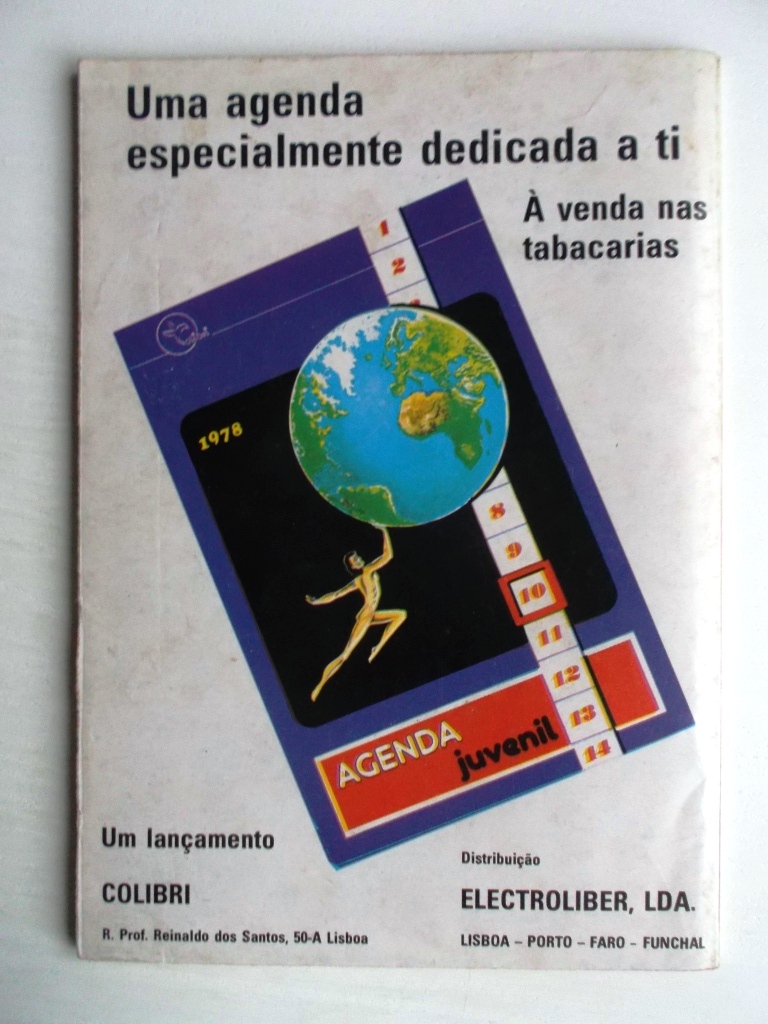 Uma agenda
especialmente dedicada a ti
À venda nas
tabacarias
1
2
1978
8
9
10
11
12
13
14
AGENDA
juvenil
Um lançamento
COLIBRI
R. Prof. Reinaldo dos Santos, 50-A Lisboa
Distribuição
ELECTROLIBER, LDA.
LISBOA – PORTO – FARO – FUNCHAL